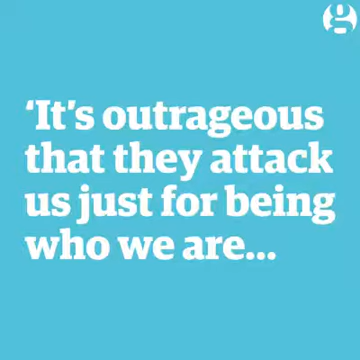 ‘It’s outrageous
that they attack
us just for being
who we are...